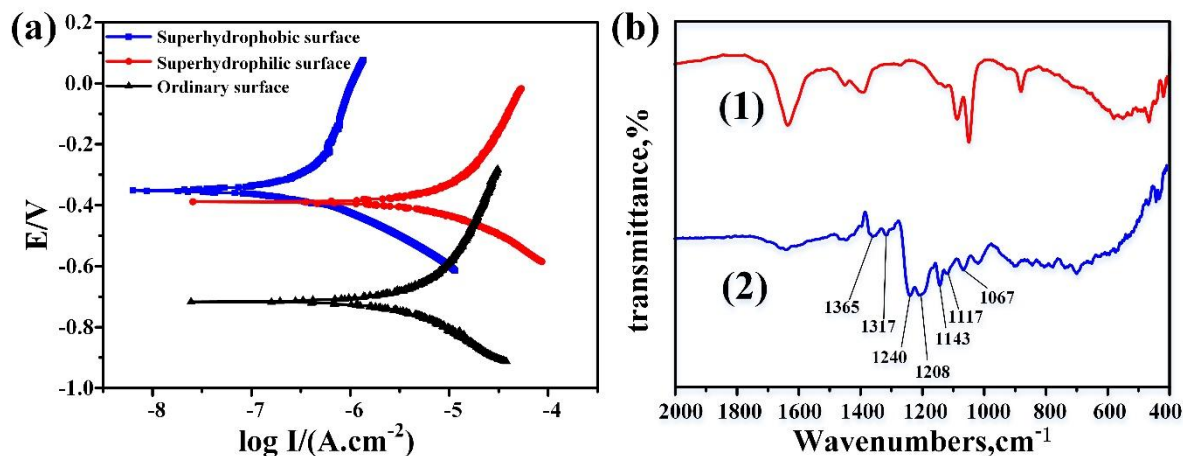 (a)
Superhydrophobic surface
Superhydrophilic surface
Ordinary surface
0.2
0.0
-0.2
-0.4
-0.6
-0.8
-1.0
E/V
-8 -7 -6 -5 -4
log I/(A.cm⁻²)
(b)
(1)
(2)
1365
1317
1240
1208
1143
1117
1067
transmittance,%
2000 1800 1600 1400 1200 1000 800 600 400
Wavenumbers,cm⁻¹